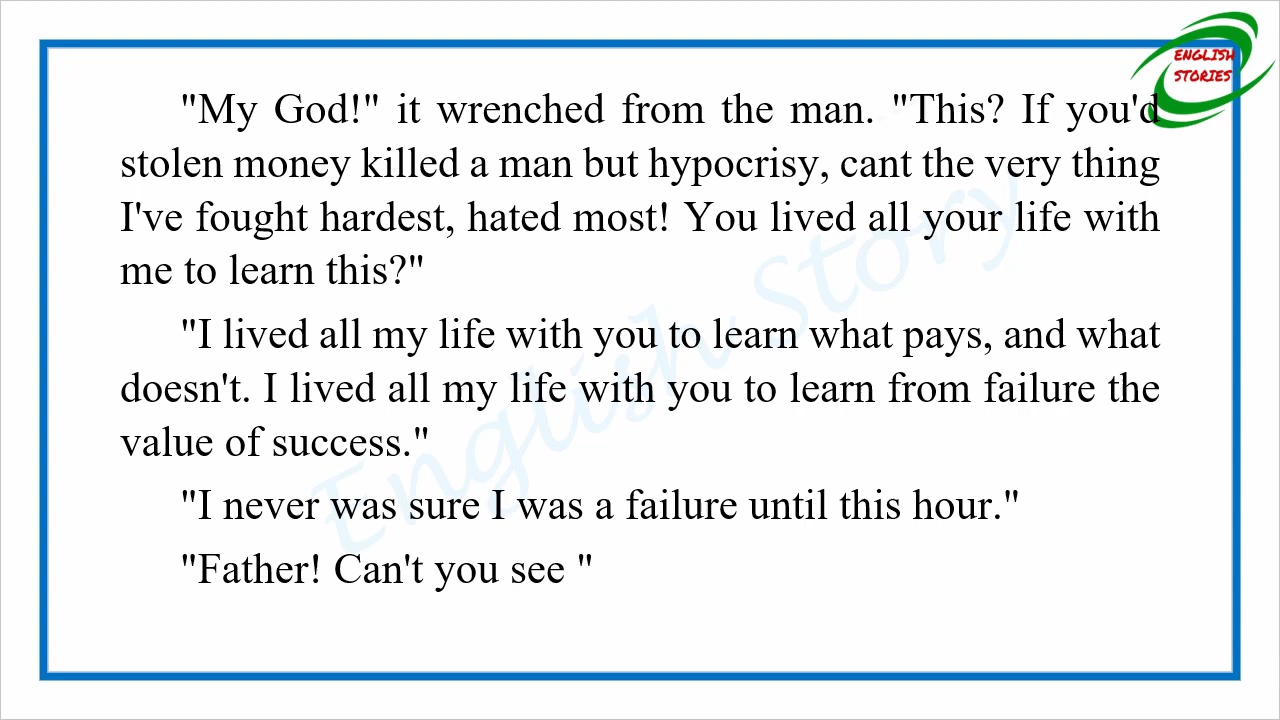 ENGLISH
STORIES
"My God!" it wrenched from the man. "This? If you'd
stolen money killed a man but hypocrisy, cant the very thing
I've fought hardest, hated most! You lived all your life with
me to learn this?"
"I lived all my life with you to learn what pays, and what
doesn't. I lived all my life with you to learn from failure the
value of success."
"I never was sure I was a failure until this hour."
"Father! Can't you see "
English Story